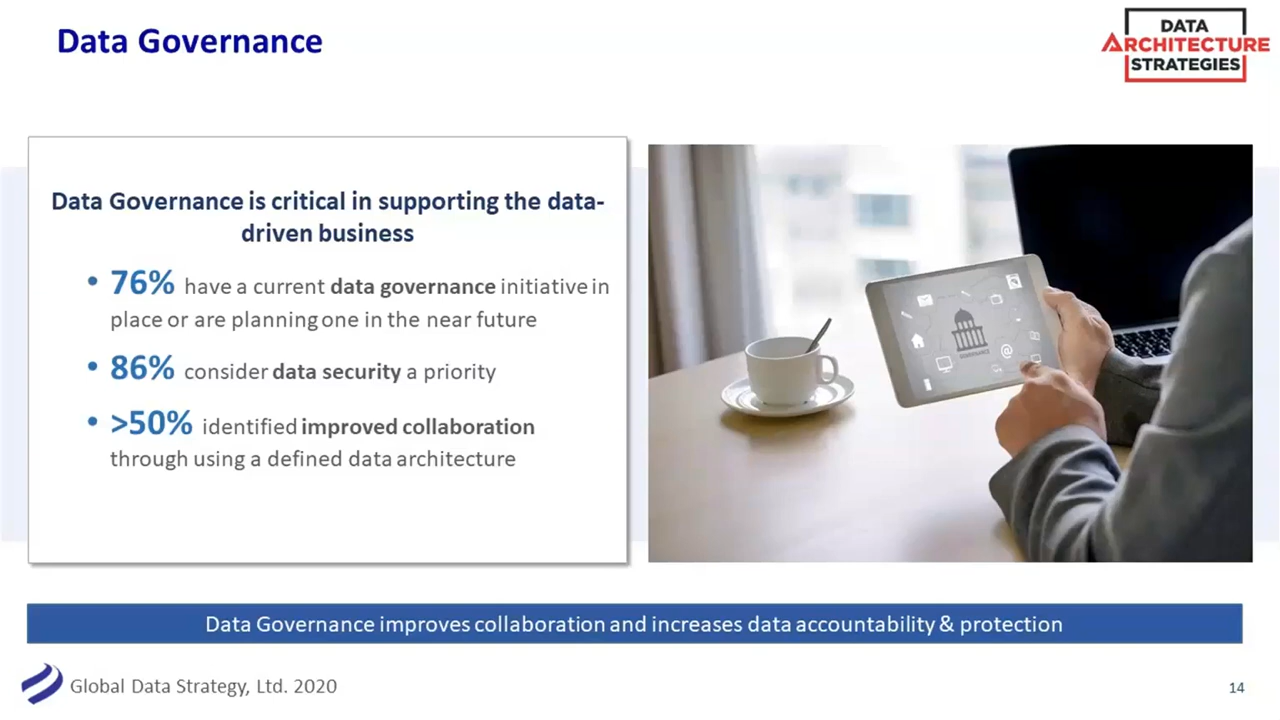 Data Governance
DATA
ARCHITECTURE
STRATEGIES
Data Governance is critical in supporting the data-
driven business
• 76% have a current data governance initiative in
place or are planning one in the near future
• 86% consider data security a priority
• >50% identified improved collaboration
through using a defined data architecture
GOVERNANCE
Data Governance improves collaboration and increases data accountability & protection
Global Data Strategy, Ltd. 2020
14